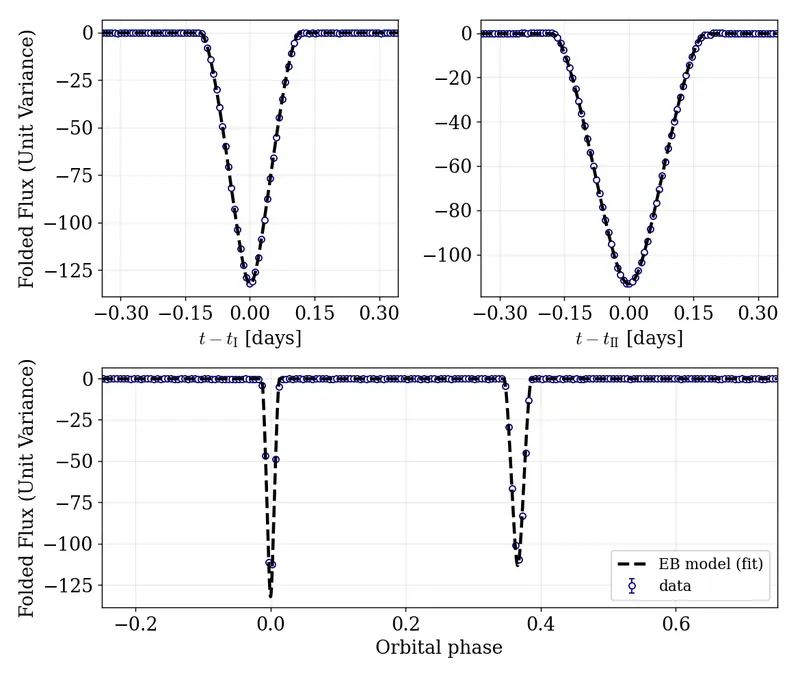 Folded Flux (Unit Variance)
0
−25
−50
−75
−100
−125
−0.30 −0.15 0.00 0.15 0.30
t − tI [days]
0
−20
−40
−60
−80
−100
−0.30 −0.15 0.00 0.15 0.30
t − tII [days]
Folded Flux (Unit Variance)
0
−25
−50
−75
−100
−125
−0.2 0.0 0.2 0.4 0.6
Orbital phase
EB model (fit)
data